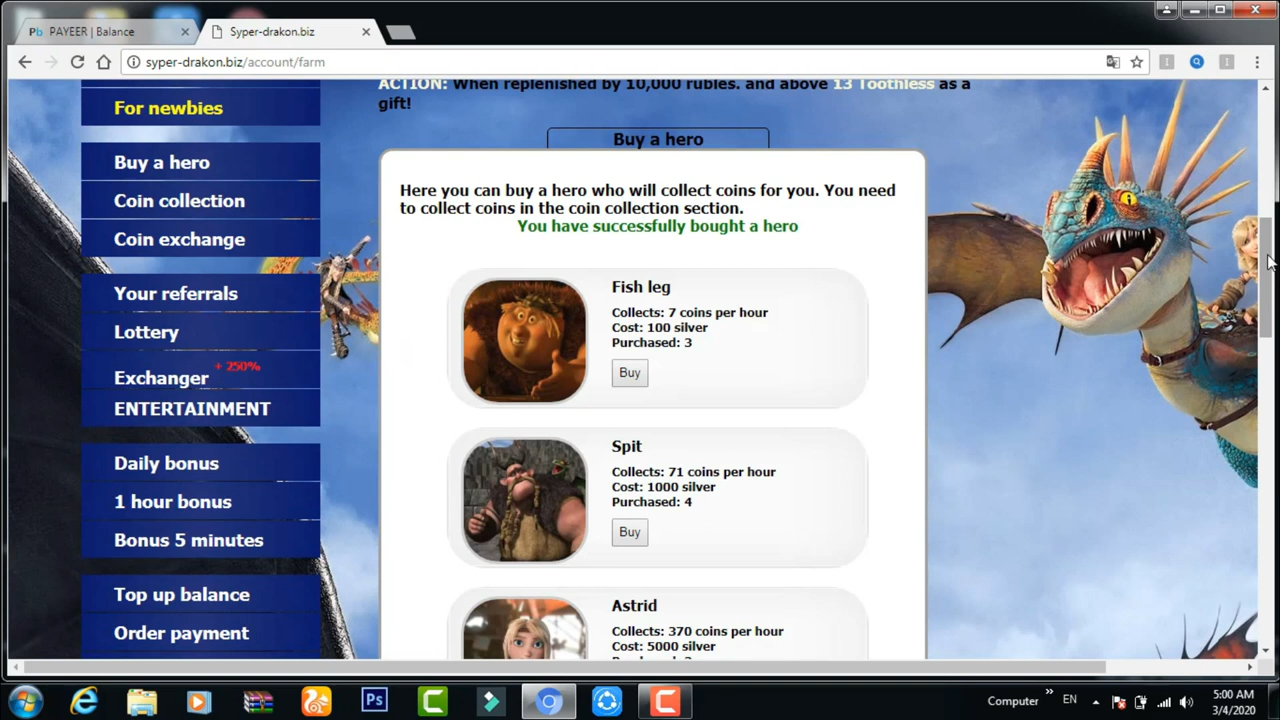 PAYEER | Balance
Syper-drakon.biz
syper-drakon.biz/account/farm
ACTION: When replenished by 10,000 rubles. and above 13 Toothless as a
gift!
For newbies
Buy a hero
Coin collection
Coin exchange
Your referrals
Lottery
Exchanger + 250%
ENTERTAINMENT
Daily bonus
1 hour bonus
Bonus 5 minutes
Top up balance
Order payment
Buy a hero
Here you can buy a hero who will collect coins for you. You need
to collect coins in the coin collection section.
You have successfully bought a hero
Fish leg
Collects: 7 coins per hour
Cost: 100 silver
Purchased: 3
Buy
Spit
Collects: 71 coins per hour
Cost: 1000 silver
Purchased: 4
Buy
Astrid
Collects: 370 coins per hour
Cost: 5000 silver
Ps
Computer
EN
5:00 AM
3/4/2020